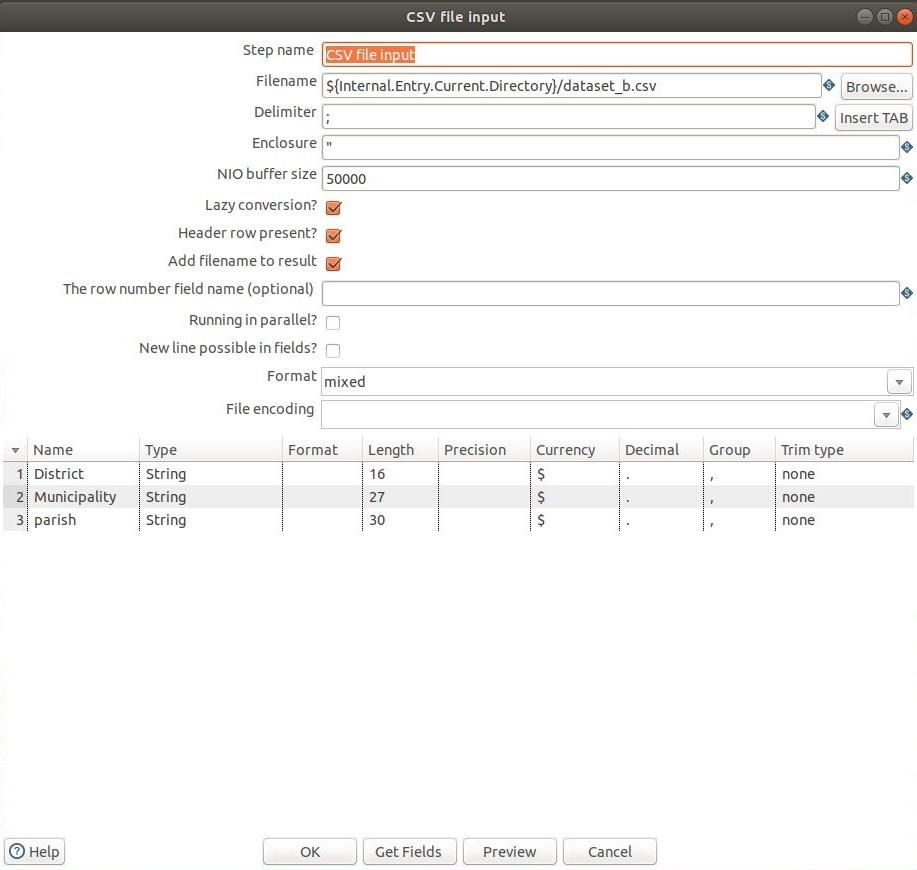 CSV file input
Step name CSV file input
Filename ${Internal.Entry.Current.Directory}/dataset_b.csv Browse...
Delimiter ; Insert TAB
Enclosure "
NIO buffer size 50000
Lazy conversion?
Header row present?
Add filename to result
The row number field name (optional)
Running in parallel?
New line possible in fields?
Format mixed
File encoding
Name Type Format Length Precision Currency Decimal Group Trim type
1 District String 16 $ . , none
2 Municipality String 27 $ . , none
3 parish String 30 $ . , none
Help OK Get Fields Preview Cancel